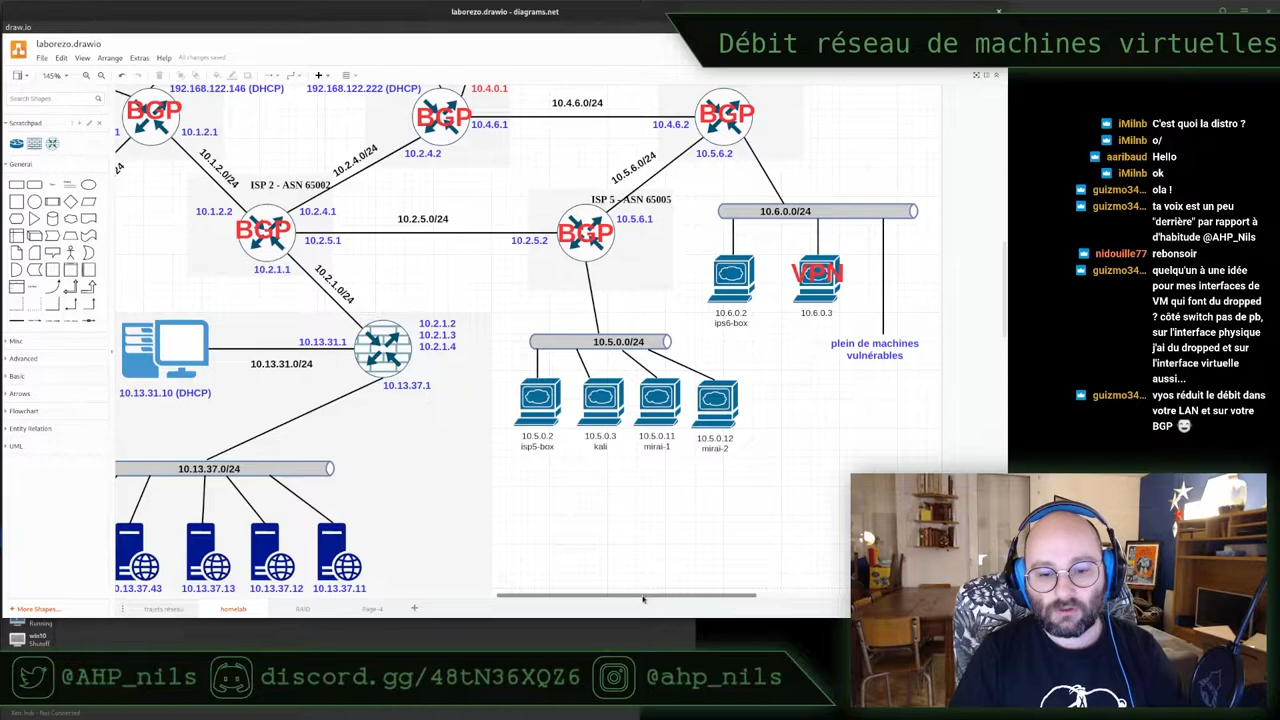 laborezo.drawio - diagrams.net
draw.io
Débit réseau de machines virtuelles
laborezo.drawio
File Edit View Arrange Extras Help All changes saved
145%
Search Shapes
Scratchpad
General
Misc
Advanced
Basic
Arrows
Flowchart
Entity Relation
UML
+ More Shapes...
192.168.122.146 (DHCP)
192.168.122.222 (DHCP)
10.4.0.1
BGP
BGP
BGP
10.4.6.0/24
10.4.6.1
10.4.6.2
10.1.2.1
10.4.2
10.2.4.2
10.5.6.2
10.1.2.0/24
10.2.4.0/24
10.5.6.0/24
ISP 2 - ASN 65002
ISP 5 - ASN 65005
10.1.2.2
10.2.4.1
10.2.5.0/24
10.5.6.1
10.6.0.0/24
BGP
BGP
10.2.5.1
10.2.5.2
10.2.1.1
10.2.1.0/24
VPN
10.6.0.2
ips6-box
10.6.0.3
10.2.1.2
10.2.1.3
10.2.1.4
10.13.31.1
10.13.31.0/24
10.5.0.0/24
plein de machines
vulnérables
10.13.31.10 (DHCP)
10.13.37.1
10.5.0.2
isp5-box
10.5.0.3
kali
10.5.0.11
mirai-1
10.5.0.12
mirai-2
10.13.37.0/24
0.13.37.43
10.13.37.13
10.13.37.12
10.13.37.11
trajets réseau
homelab
RAID
Page-4
Running
win10
Shutoff
iMilnb C'est quoi la distro ?
iMilnb o/
aaribaud Hello
iMilnb ok
guizmo34... ola !
guizmo34... ta voix est un peu
"derrière" par rapport à
d'habitude @AHP_Nils
nidouille77 rebonsoir
guizmo34... quelqu'un à une idée
pour mes interfaces de
VM qui font du dropped
? côté switch pas de pb,
sur l'interface physique
j'ai du dropped et sur
l'interface virtuelle
aussi...
guizmo34... vyos réduit le débit dans
votre LAN et sur votre
BGP
@AHP_nils
discord.gg/48tN36XQZ6
@ahp_nils